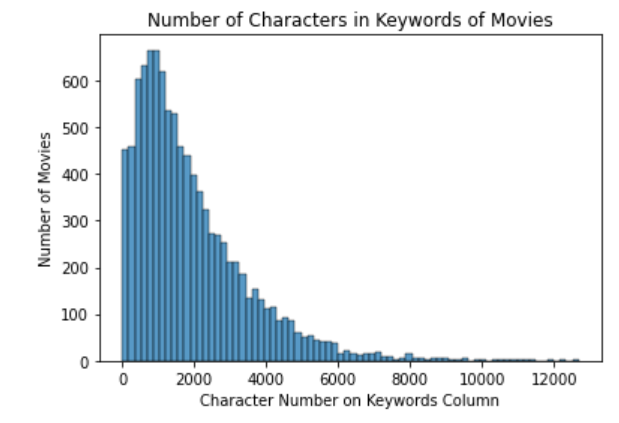 Number of Characters in Keywords of Movies
600
500
400
300
200
100
0
Number of Movies
0 2000 4000 6000 8000 10000 12000
Character Number on Keywords Column